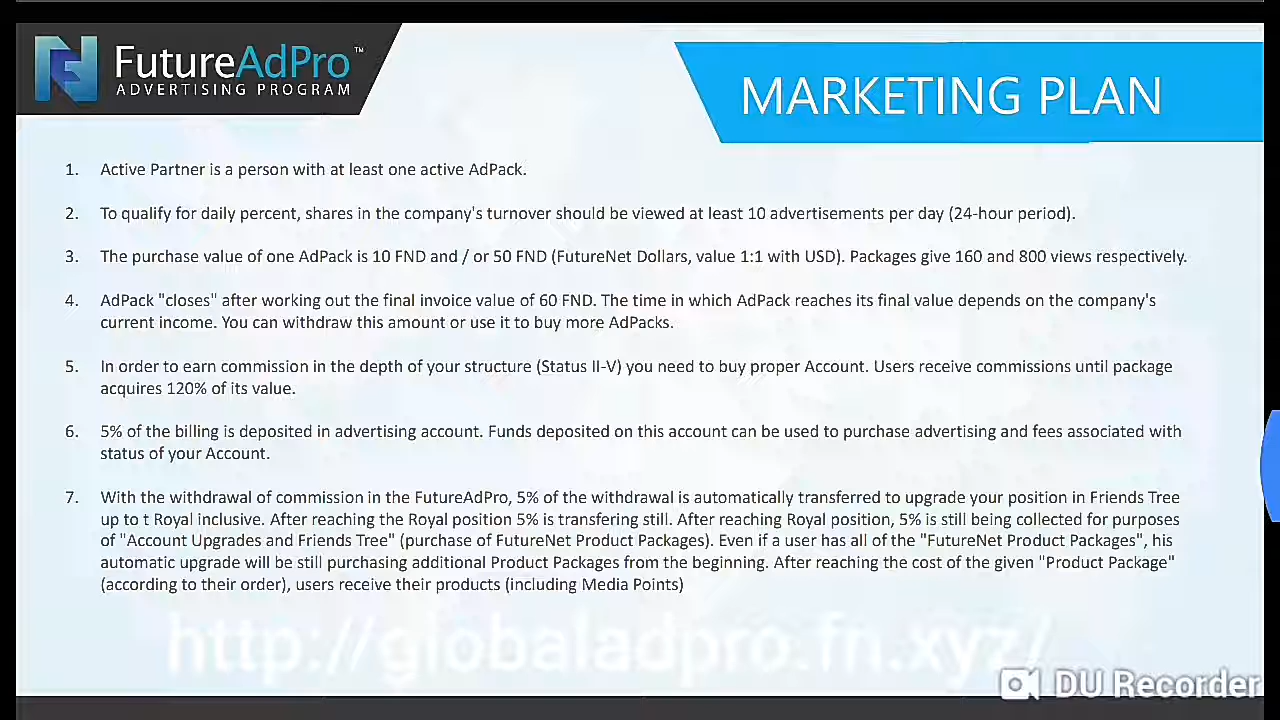 FutureAdPro™
ADVERTISING PROGRAM
MARKETING PLAN
1. Active Partner is a person with at least one active AdPack.
2. To qualify for daily percent, shares in the company's turnover should be viewed at least 10 advertisements per day (24-hour period).
3. The purchase value of one AdPack is 10 FND and / or 50 FND (FutureNet Dollars, value 1:1 with USD). Packages give 160 and 800 views respectively.
4. AdPack "closes" after working out the final invoice value of 60 FND. The time in which AdPack reaches its final value depends on the company's
current income. You can withdraw this amount or use it to buy more AdPacks.
5. In order to earn commission in the depth of your structure (Status II-V) you need to buy proper Account. Users receive commissions until package
acquires 120% of its value.
6. 5% of the billing is deposited in advertising account. Funds deposited on this account can be used to purchase advertising and fees associated with
status of your Account.
7. With the withdrawal of commission in the FutureAdPro, 5% of the withdrawal is automatically transferred to upgrade your position in Friends Tree
up to t Royal inclusive. After reaching the Royal position 5% is transfering still. After reaching Royal position, 5% is still being collected for purposes
of "Account Upgrades and Friends Tree" (purchase of FutureNet Product Packages). Even if a user has all of the "FutureNet Product Packages", his
automatic upgrade will be still purchasing additional Product Packages from the beginning. After reaching the cost of the given "Product Package"
(according to their order), users receive their products (including Media Points)
http://globaladpro.fn.xyz/
DU Recorder